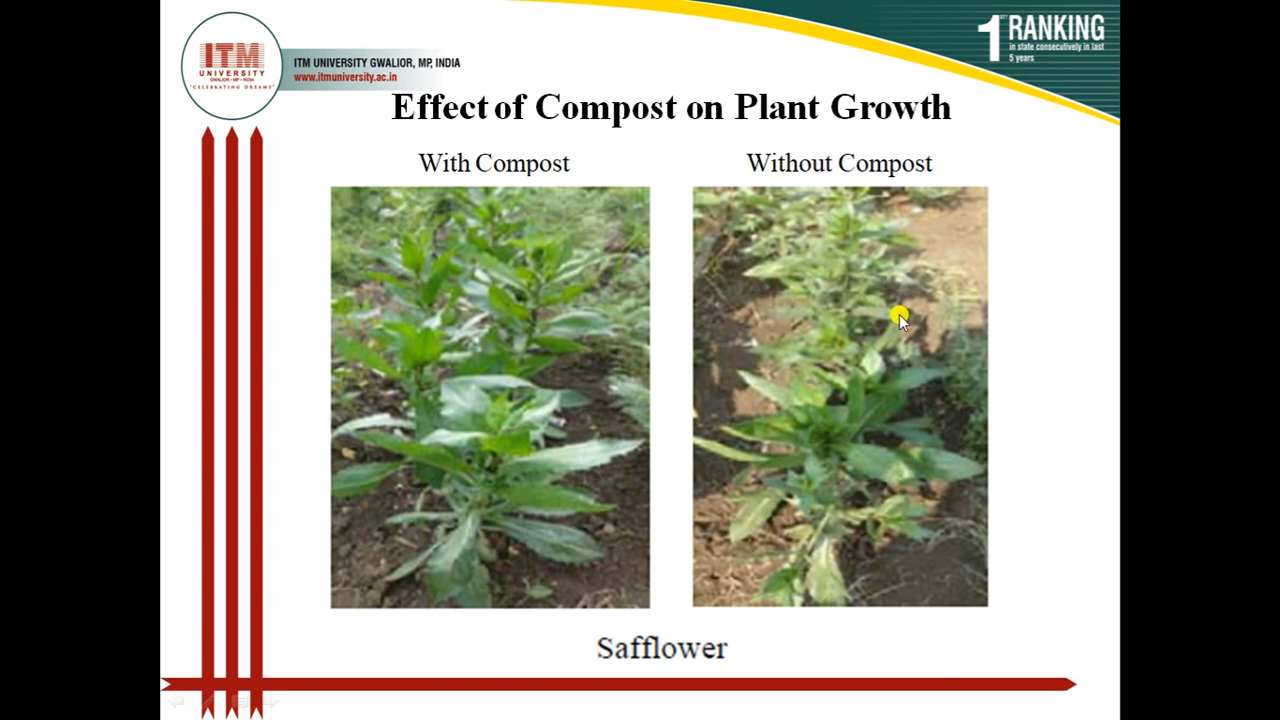 ITM
UNIVERSITY
GWALIOR • MP • INDIA
"CELEBRATING DREAMS"
ITM UNIVERSITY GWALIOR, MP, INDIA
www.itmuniversity.ac.in
1ST RANKING
in state consecutively in last
5 years
Effect of Compost on Plant Growth
With Compost
Without Compost
Safflower